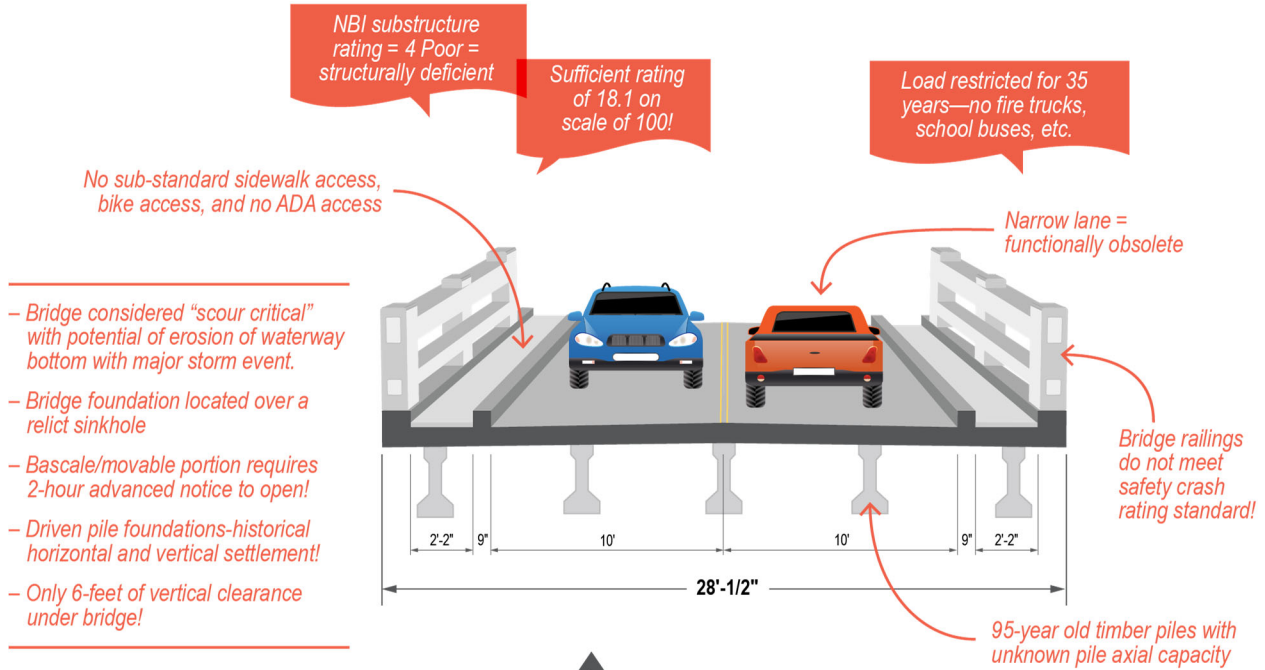 NBI substructure
rating = 4 Poor =
structurally deficient
Sufficient rating
of 18.1 on
scale of 100!
Load restricted for 35
years—no fire trucks,
school buses, etc.
No sub-standard sidewalk access,
bike access, and no ADA access
Narrow lane =
functionally obsolete
– Bridge considered “scour critical”
with potential of erosion of waterway
bottom with major storm event.
– Bridge foundation located over a
relict sinkhole
– Bascale/movable portion requires
2-hour advanced notice to open!
– Driven pile foundations-historical
horizontal and vertical settlement!
– Only 6-feet of vertical clearance
under bridge!
Bridge railings
do not meet
safety crash
rating standard!
2'-2" 9" 10' 10' 9" 2'-2"
28'-1/2"
95-year old timber piles with
unknown pile axial capacity